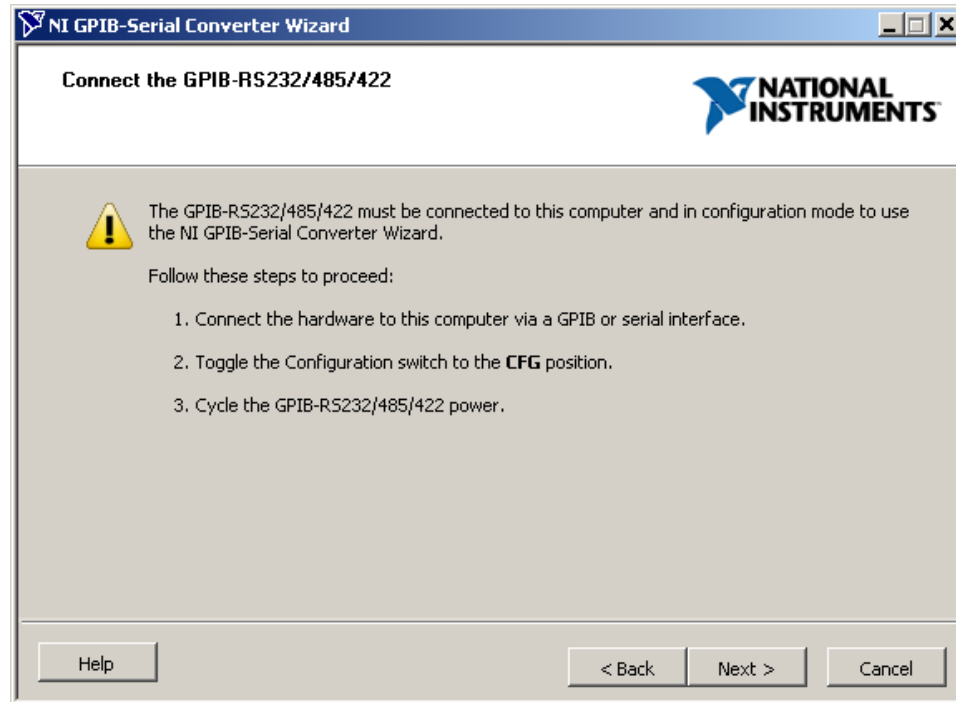 NI GPIB-Serial Converter Wizard
Connect the GPIB-RS232/485/422
NATIONAL
INSTRUMENTS
The GPIB-RS232/485/422 must be connected to this computer and in configuration mode to use
the NI GPIB-Serial Converter Wizard.
Follow these steps to proceed:
1. Connect the hardware to this computer via a GPIB or serial interface.
2. Toggle the Configuration switch to the CFG position.
3. Cycle the GPIB-RS232/485/422 power.
Help
< Back
Next >
Cancel